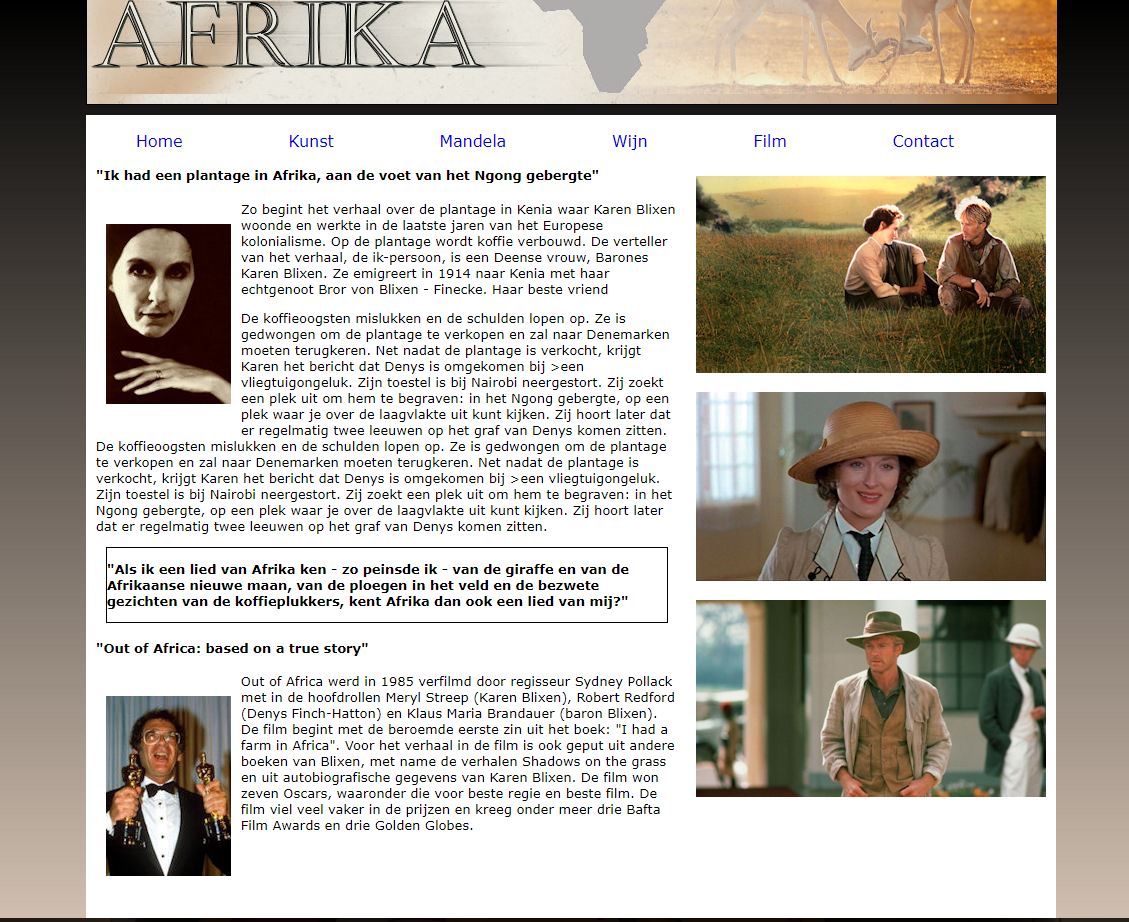 AFRIKA
Home Kunst Mandela Wijn Film Contact
"Ik had een plantage in Afrika, aan de voet van het Ngong gebergte"
Zo begint het verhaal over de plantage in Kenia waar Karen Blixen
woonde en werkte in de laatste jaren van het Europese
kolonialisme. Op de plantage wordt koffie verbouwd. De verteller
van het verhaal, de ik-persoon, is een Deense vrouw, Barones
Karen Blixen. Ze emigreert in 1914 naar Kenia met haar
echtgenoot Bror von Blixen - Finecke. Haar beste vriend
De koffieoogsten mislukken en de schulden lopen op. Ze is
gedwongen om de plantage te verkopen en zal naar Denemarken
moeten terugkeren. Net nadat de plantage is verkocht, krijgt
Karen het bericht dat Denys is omgekomen bij >een
vliegtuigongeluk. Zijn toestel is bij Nairobi neergestort. Zij zoekt
een plek uit om hem te begraven: in het Ngong gebergte, op een
plek waar je over de laagvlakte uit kunt kijken. Zij hoort later dat
er regelmatig twee leeuwen op het graf van Denys komen zitten.
De koffieoogsten mislukken en de schulden lopen op. Ze is gedwongen om de plantage
te verkopen en zal naar Denemarken moeten terugkeren. Net nadat de plantage is
verkocht, krijgt Karen het bericht dat Denys is omgekomen bij >een vliegtuigongeluk.
Zijn toestel is bij Nairobi neergestort. Zij zoekt een plek uit om hem te begraven: in het
Ngong gebergte, op een plek waar je over de laagvlakte uit kunt kijken. Zij hoort later
dat er regelmatig twee leeuwen op het graf van Denys komen zitten.
"Als ik een lied van Afrika ken - zo peinsde ik - van de giraffe en van de
Afrikaanse nieuwe maan, van de ploegen in het veld en de bezwete
gezichten van de koffieplukkers, kent Afrika dan ook een lied van mij?"
"Out of Africa: based on a true story"
Out of Africa werd in 1985 verfilmd door regisseur Sydney Pollack
met in de hoofdrollen Meryl Streep (Karen Blixen), Robert Redford
(Denys Finch-Hatton) en Klaus Maria Brandauer (baron Blixen).
De film begint met de beroemde eerste zin uit het boek: "I had a
farm in Africa". Voor het verhaal in de film is ook geput uit andere
boeken van Blixen, met name de verhalen Shadows on the grass
en uit autobiografische gegevens van Karen Blixen. De film won
zeven Oscars, waaronder die voor beste regie en beste film. De
film viel veel vaker in de prijzen en kreeg onder meer drie Bafta
Film Awards en drie Golden Globes.